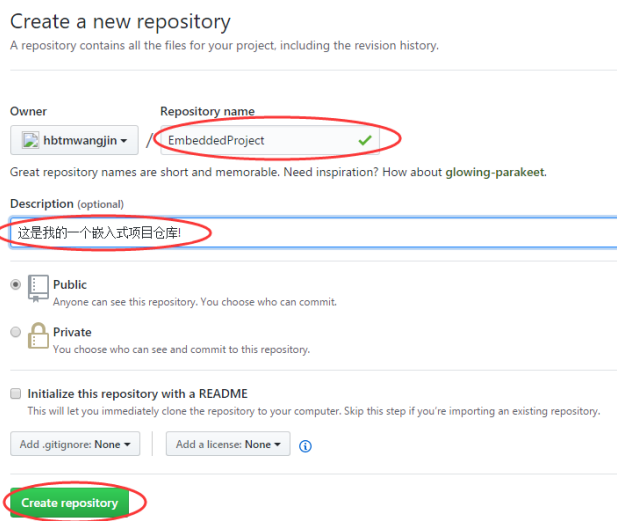 Create a new repository
A repository contains all the files for your project, including the revision history.
Owner Repository name
hbtmwangjin / EmbeddedProject
Great repository names are short and memorable. Need inspiration? How about glowing-parakeet.
Description (optional)
这是我的一个嵌入式项目仓库!
Public
Anyone can see this repository. You choose who can commit.
Private
You choose who can see and commit to this repository.
Initialize this repository with a README
This will let you immediately clone the repository to your computer. Skip this step if you're importing an existing repository.
Add .gitignore: None Add a license: None
Create repository